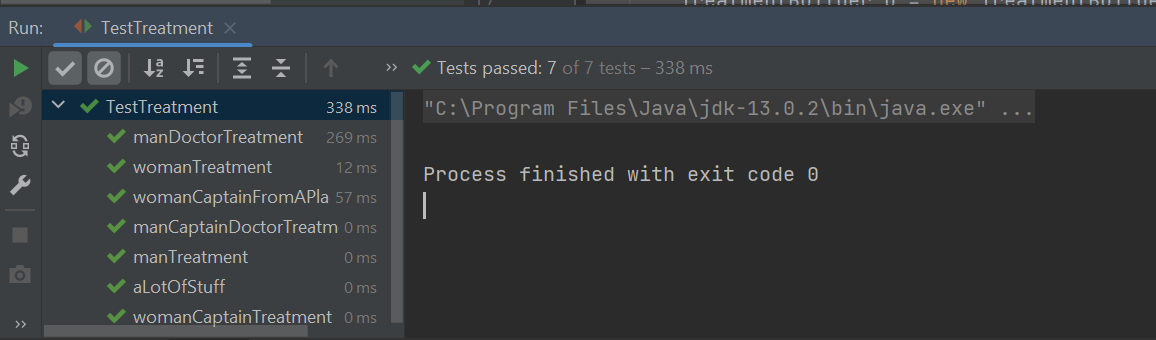 Run: TestTreatment
Tests passed: 7 of 7 tests – 338 ms
TestTreatment 338 ms
manDoctorTreatment 269 ms
womanTreatment 12 ms
womanCaptainFromAPla 57 ms
manCaptainDoctorTreatm 0 ms
manTreatment 0 ms
aLotOfStuff 0 ms
womanCaptainTreatment 0 ms
"C:\Program Files\Java\jdk-13.0.2\bin\java.exe" ...
Process finished with exit code 0